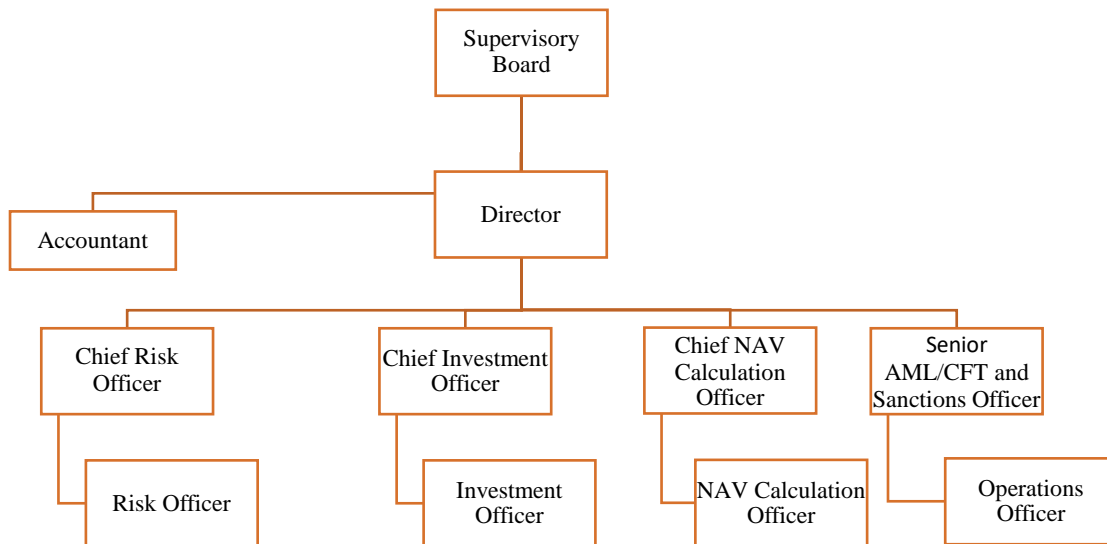 Supervisory
Board
Director
Accountant
Chief Risk
Officer
Chief Investment
Officer
Chief NAV
Calculation
Officer
Senior
AML/CFT and
Sanctions Officer
Risk Officer
Investment
Officer
NAV Calculation
Officer
Operations
Officer